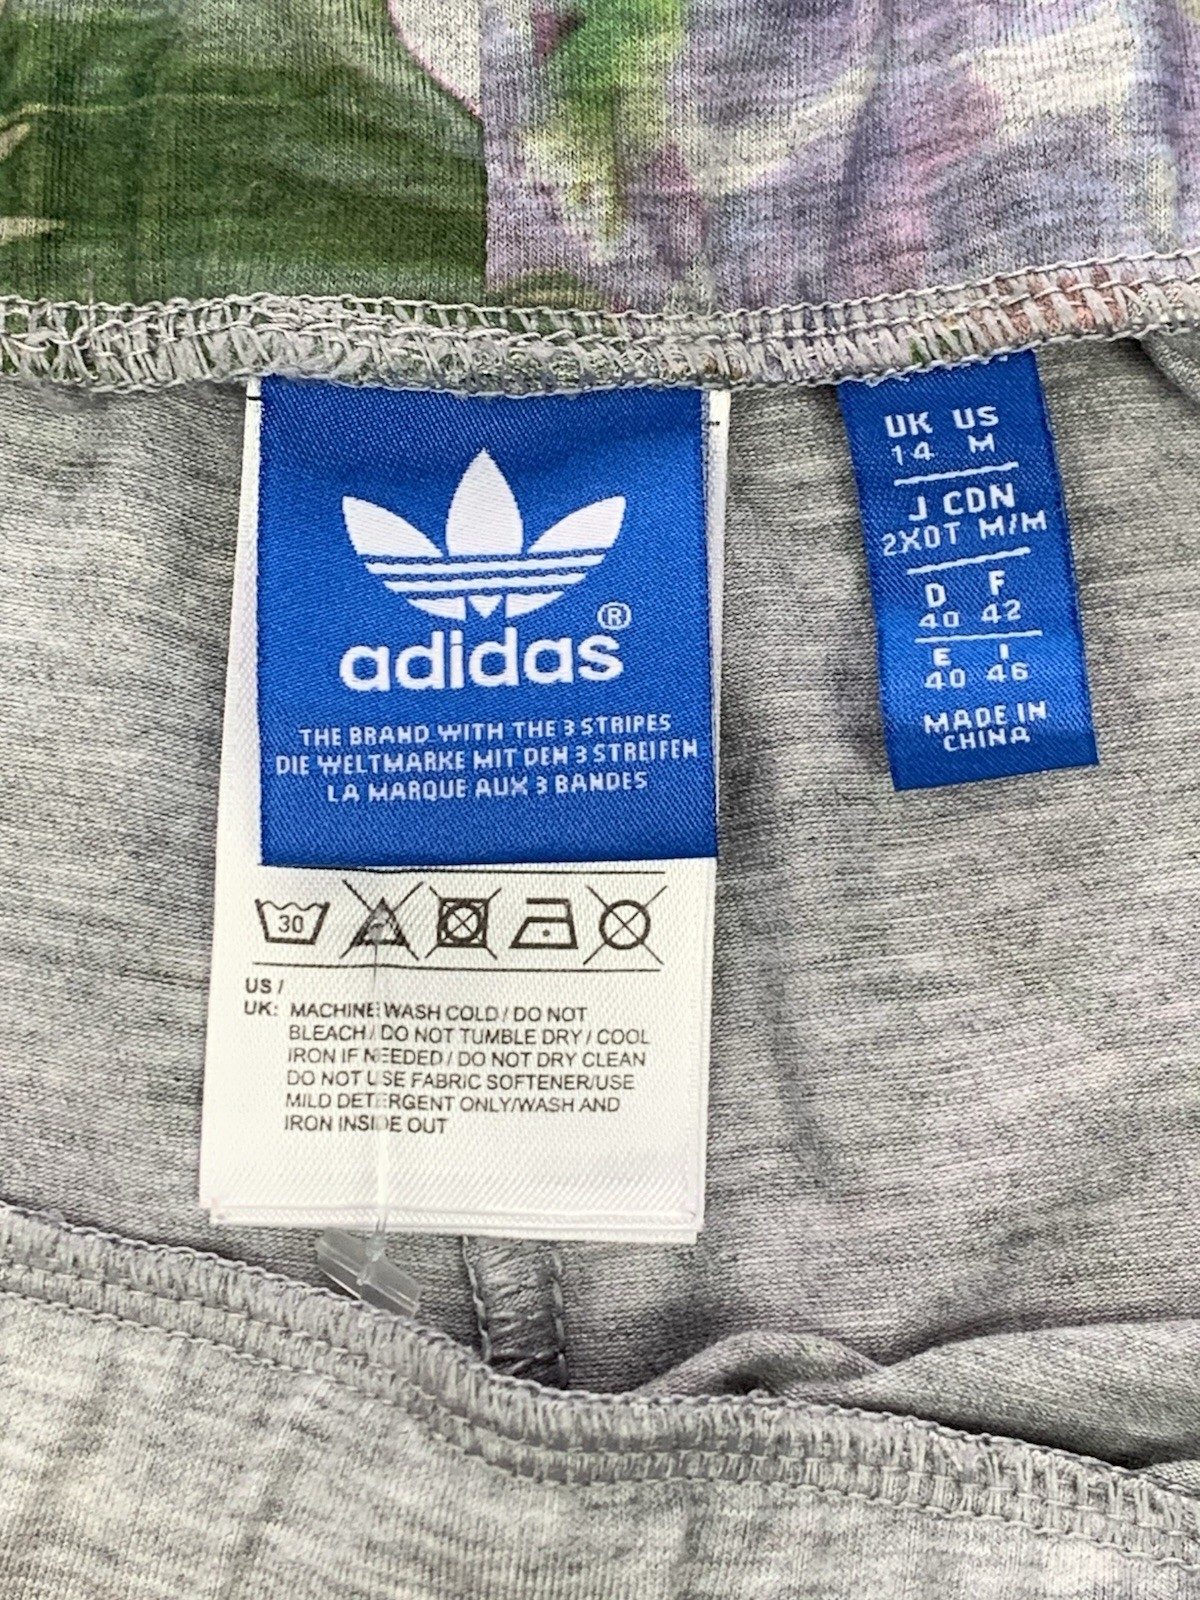 adidas®
THE BRAND WITH THE 3 STRIPES
DIE WELTMARKE MIT DEN 3 STREIFEN
LA MARQUE AUX 3 BANDES
30
US /
UK: MACHINE WASH COLD / DO NOT
BLEACH / DO NOT TUMBLE DRY / COOL
IRON IF NEEDED / DO NOT DRY CLEAN
DO NOT USE FABRIC SOFTENER/USE
MILD DETERGENT ONLY/WASH AND
IRON INSIDE OUT
UK US
14 M
J CDN
2XOT M/M
D F
40 42
E I
40 46
MADE IN
CHINA